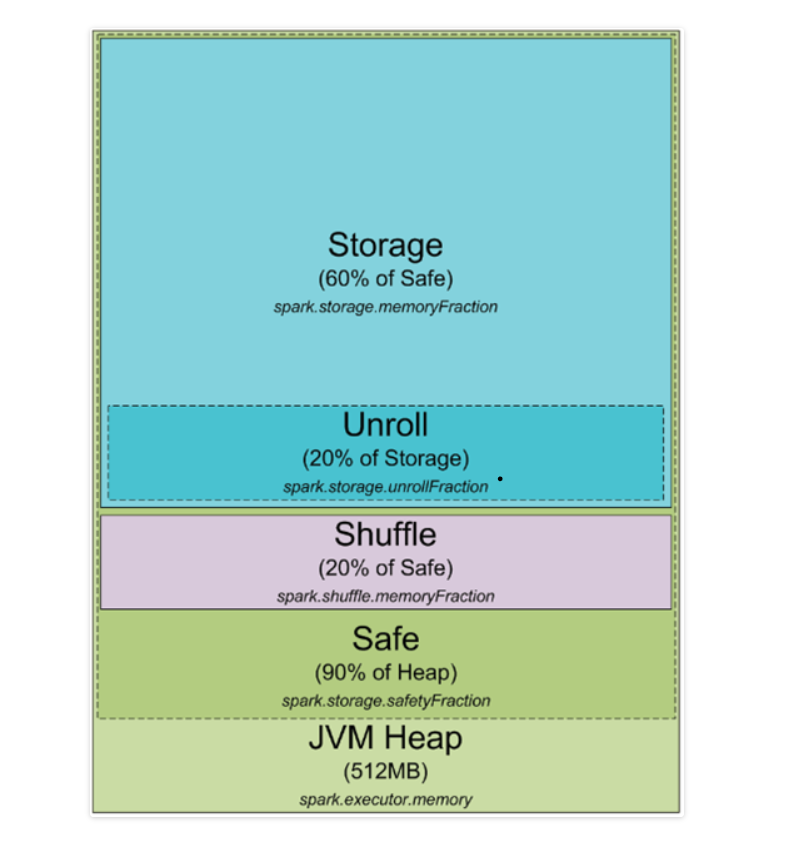 Storage
(60% of Safe)
spark.storage.memoryFraction
Unroll
(20% of Storage)
spark.storage.unrollFraction
Shuffle
(20% of Safe)
spark.shuffle.memoryFraction
Safe
(90% of Heap)
spark.storage.safetyFraction
JVM Heap
(512MB)
spark.executor.memory